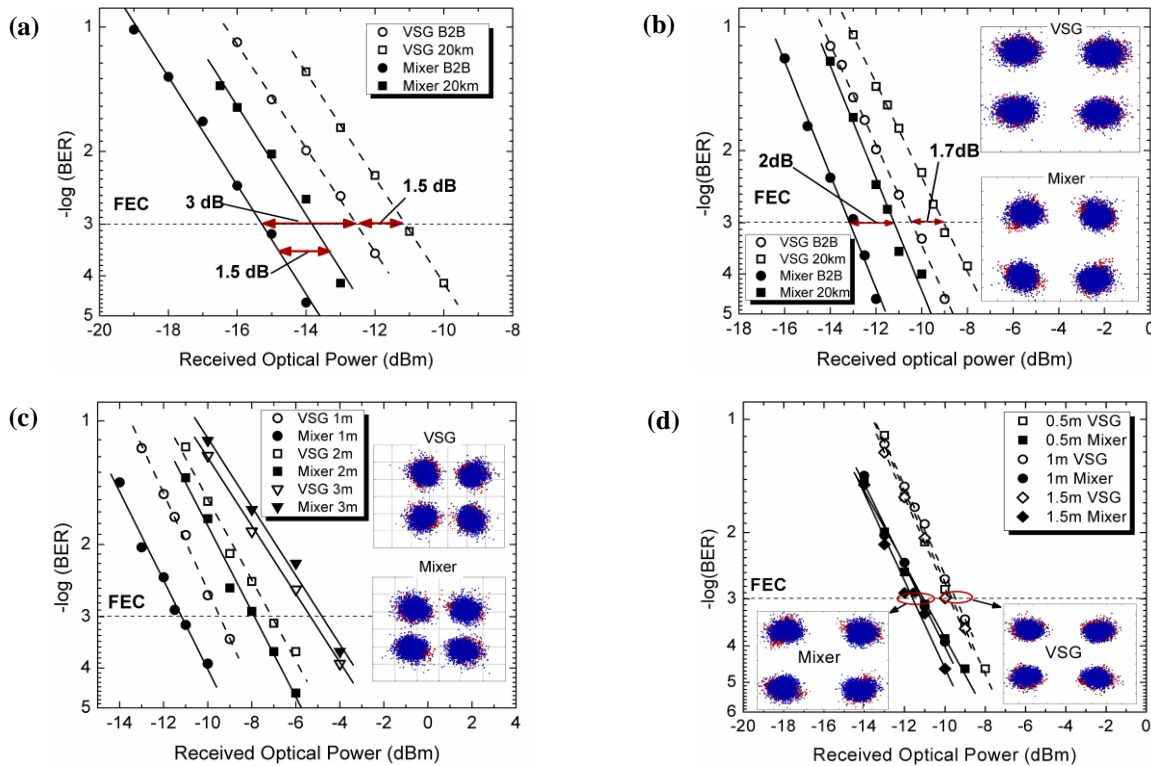 (a)
1
2
3
4
5
-log (BER)
FEC
3 dB
1.5 dB
1.5 dB
VSG B2B
VSG 20km
Mixer B2B
Mixer 20km
-20 -18 -16 -14 -12 -10 -8
Received Optical Power (dBm)
(b)
1
2
3
4
5
-log(BER)
FEC
2dB
1.7dB
VSG B2B
VSG 20km
Mixer B2B
Mixer 20km
VSG
Mixer
-18 -16 -14 -12 -10 -8 -6 -4 -2 0
Received optical power (dBm)
(c)
1
2
3
4
5
-log (BER)
FEC
VSG 1m
Mixer 1m
VSG 2m
Mixer 2m
VSG 3m
Mixer 3m
VSG
Mixer
-14 -12 -10 -8 -6 -4 -2 0 2 4
Received Optical Power (dBm)
(d)
1
2
3
4
5
6
-log(BER)
FEC
0.5m VSG
0.5m Mixer
1m VSG
1m Mixer
1.5m VSG
1.5m Mixer
Mixer
VSG
-20 -18 -16 -14 -12 -10 -8 -6 -4 -2 0
Received Optical Power (dBm)